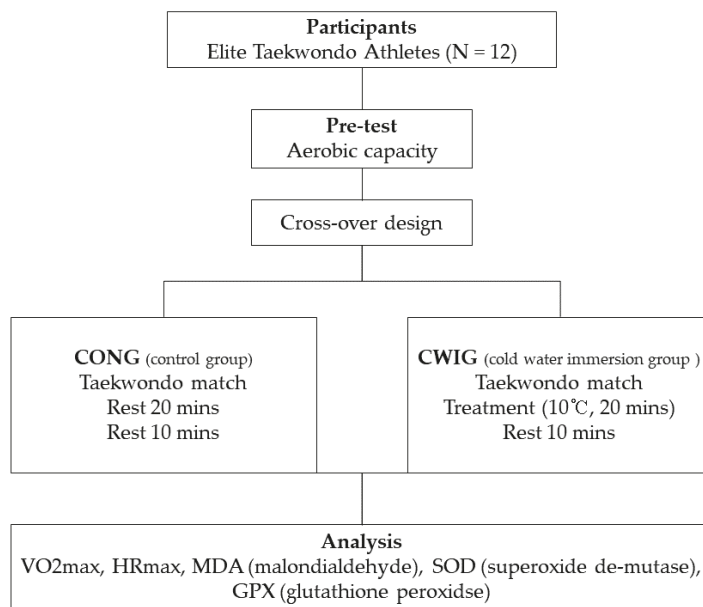 Participants
Elite Taekwondo Athletes (N = 12)
Pre-test
Aerobic capacity
Cross-over design
CONG (control group)
Taekwondo match
Rest 20 mins
Rest 10 mins
CWIG (cold water immersion group )
Taekwondo match
Treatment (10℃, 20 mins)
Rest 10 mins
Analysis
VO2max, HRmax, MDA (malondialdehyde), SOD (superoxide de-mutase),
GPX (glutathione peroxidse)